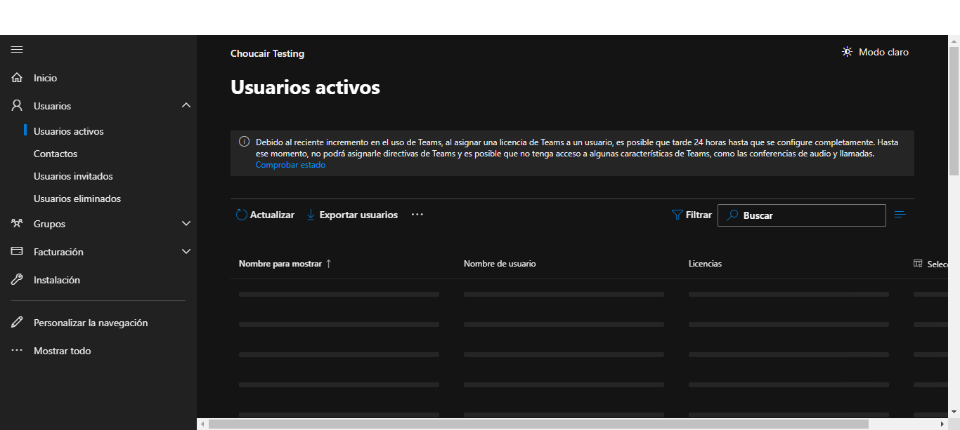 Choucair Testing
Modo claro
Inicio
Usuarios
Usuarios activos
Contactos
Usuarios invitados
Usuarios eliminados
Grupos
Facturación
Instalación
Personalizar la navegación
Mostrar todo
Usuarios activos
Debido al reciente incremento en el uso de Teams, al asignar una licencia de Teams a un usuario, es posible que tarde 24 horas hasta que se configure completamente. Hasta
ese momento, no podrá asignarle directivas de Teams y es posible que no tenga acceso a algunas características de Teams, como las conferencias de audio y llamadas.
Comprobar estado
Actualizar Exportar usuarios Filtrar Buscar
Nombre para mostrar ↑ Nombre de usuario Licencias Selec